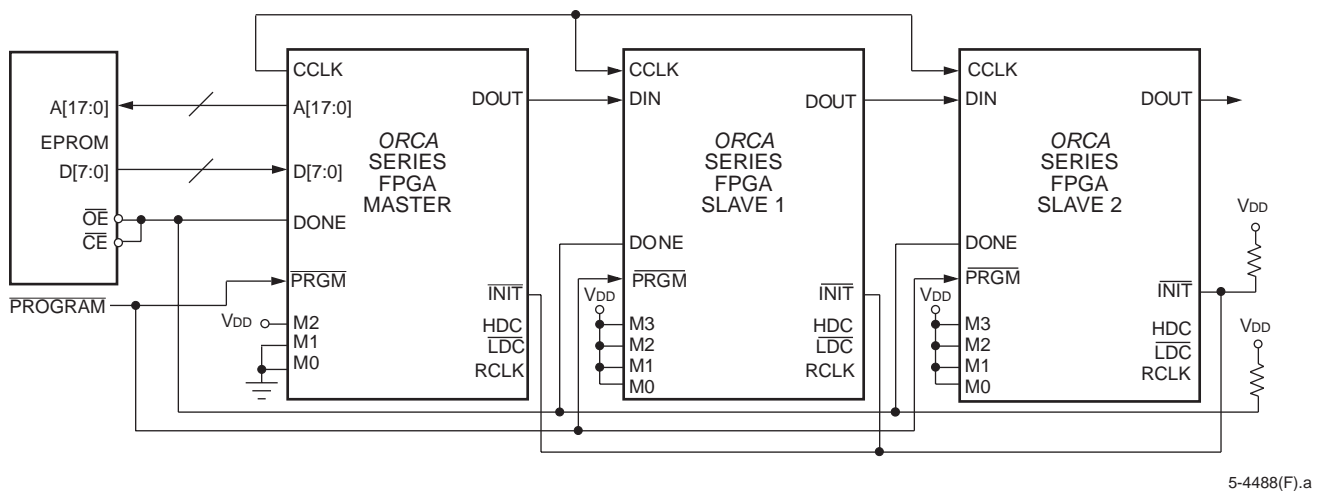 A[17:0]
EPROM
D[7:0]
OE
CE
PROGRAM
CCLK
A[17:0]
DOUT
ORCA
SERIES
FPGA
MASTER
D[7:0]
DONE
PRGM
INIT
VDD
M2
M1
M0
HDC
LDC
RCLK
CCLK
DIN
DOUT
ORCA
SERIES
FPGA
SLAVE 1
DONE
PRGM
INIT
VDD
M3
M2
M1
M0
HDC
LDC
RCLK
CCLK
DIN
DOUT
ORCA
SERIES
FPGA
SLAVE 2
DONE
PRGM
INIT
VDD
M3
M2
M1
M0
HDC
LDC
RCLK
VDD
VDD
5-4488(F).a